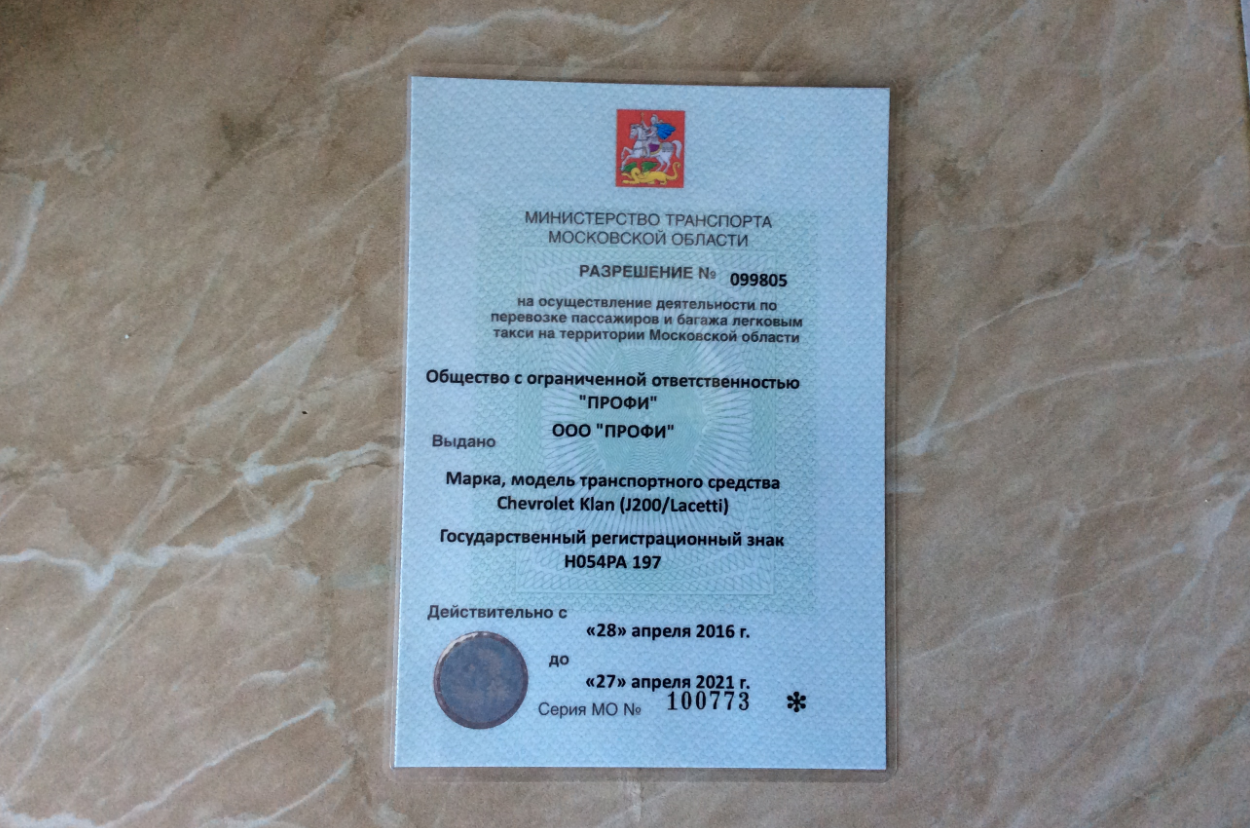 МИНИСТЕРСТВО ТРАНСПОРТА
МОСКОВСКОЙ ОБЛАСТИ
РАЗРЕШЕНИЕ № 099805
на осуществление деятельности по
перевозке пассажиров и багажа легковым
такси на территории Московской области
Общество с ограниченной ответственностью
"ПРОФИ"
ООО "ПРОФИ"
Выдано
Марка, модель транспортного средства
Chevrolet Klan (J200/Lacetti)
Государственный регистрационный знак
Н054РА 197
Действительно с
«28» апреля 2016 г.
до
«27» апреля 2021 г.
Серия МО № 100773